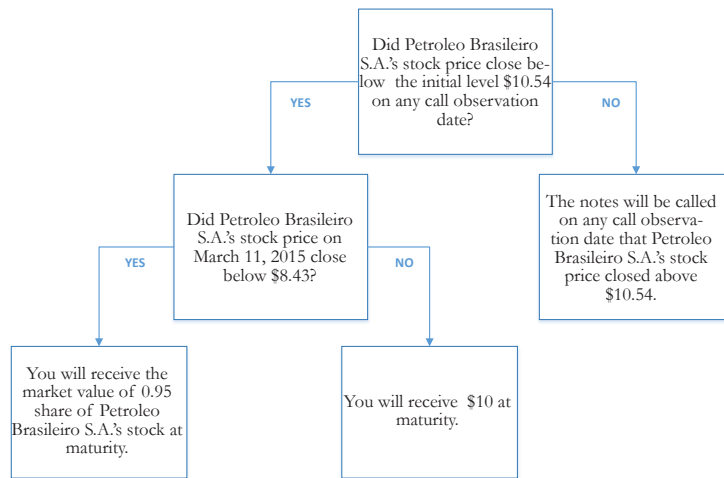 Did Petroleo Brasileiro
S.A.'s stock price close be-
low the initial level $10.54
on any call observation
date?
YES
NO
Did Petroleo Brasileiro
S.A.'s stock price on
March 11, 2015 close
below $8.43?
The notes will be called
on any call observa-
tion date that Petroleo
Brasileiro S.A.'s stock
price closed above
$10.54.
YES
NO
You will receive the
market value of 0.95
share of Petroleo
Brasileiro S.A.'s stock at
maturity.
You will receive $10 at
maturity.